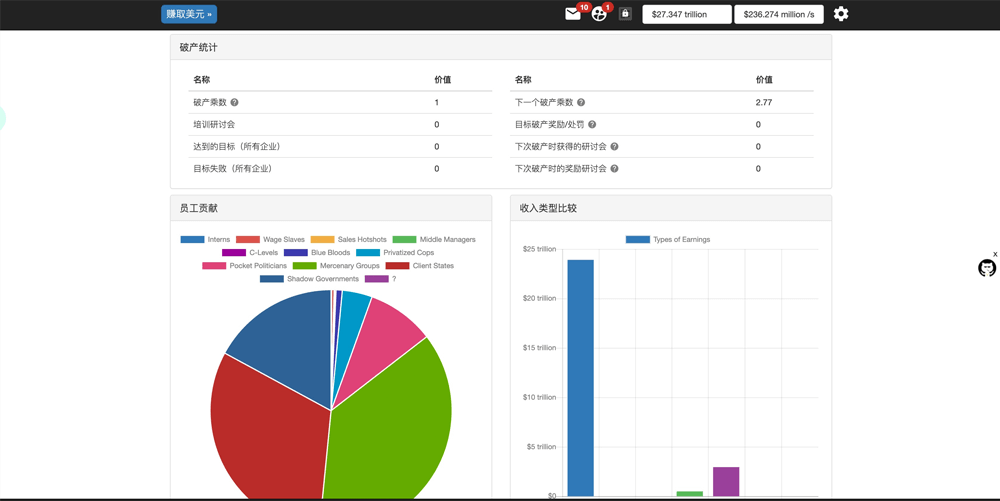 赚取美元 »
10
1
$27.347 trillion
$236.274 million /s
破产统计
名称 价值
破产乘数 ? 1
培训研讨会 0
达到的目标（所有企业） 0
目标失败（所有企业） 0
名称 价值
下一个破产乘数 ? 2.77
目标破产奖励/处罚 ? 0
下次破产时获得的研讨会 ? 0
下次破产时的奖励研讨会 ? 0
员工贡献
Interns Wage Slaves Sales Hotshots Middle Managers
C-Levels Blue Bloods Privatized Cops
Pocket Politicians Mercenary Groups Client States
Shadow Governments ?
收入类型比较
Types of Earnings
$25 trillion
$20 trillion
$15 trillion
$10 trillion
$5 trillion
$0
x